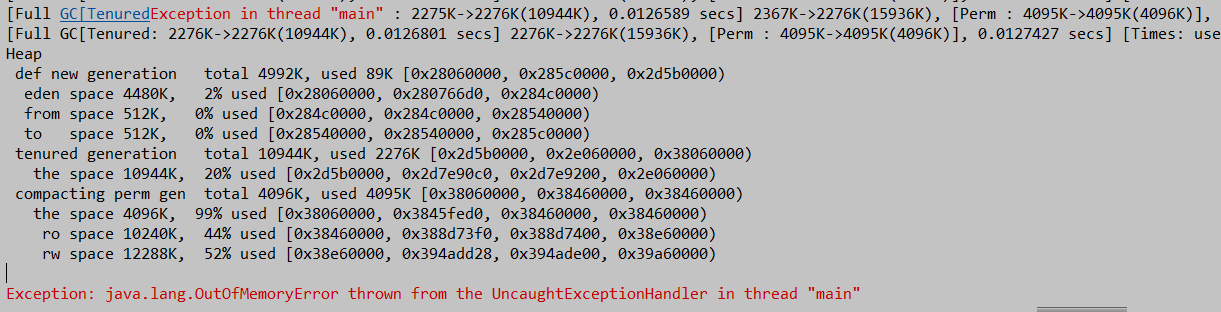 [Full GC[TenuredException in thread "main" : 2275K->2276K(10944K), 0.0126589 secs] 2367K->2276K(15936K), [Perm : 4095K->4095K(4096K)],
[Full GC[Tenured: 2276K->2276K(10944K), 0.0126801 secs] 2276K->2276K(15936K), [Perm : 4095K->4095K(4096K)], 0.0127427 secs] [Times: use
Heap
 def new generation   total 4992K, used 89K [0x28060000, 0x285c0000, 0x2d5b0000)
  eden space 4480K,   2% used [0x28060000, 0x280766d0, 0x284c0000)
  from space 512K,   0% used [0x284c0000, 0x284c0000, 0x28540000)
  to   space 512K,   0% used [0x28540000, 0x28540000, 0x285c0000)
 tenured generation   total 10944K, used 2276K [0x2d5b0000, 0x2e060000, 0x38060000)
   the space 10944K,  20% used [0x2d5b0000, 0x2d7e90c0, 0x2d7e9200, 0x2e060000)
 compacting perm gen  total 4096K, used 4095K [0x38060000, 0x38460000, 0x38460000)
   the space 4096K,  99% used [0x38060000, 0x3845fed0, 0x38460000, 0x38460000)
    ro space 10240K,  44% used [0x38460000, 0x388d73f0, 0x388d7400, 0x38e60000)
    rw space 12288K,  52% used [0x38e60000, 0x394add28, 0x394ade00, 0x39a60000)
Exception: java.lang.OutOfMemoryError thrown from the UncaughtExceptionHandler in thread "main"